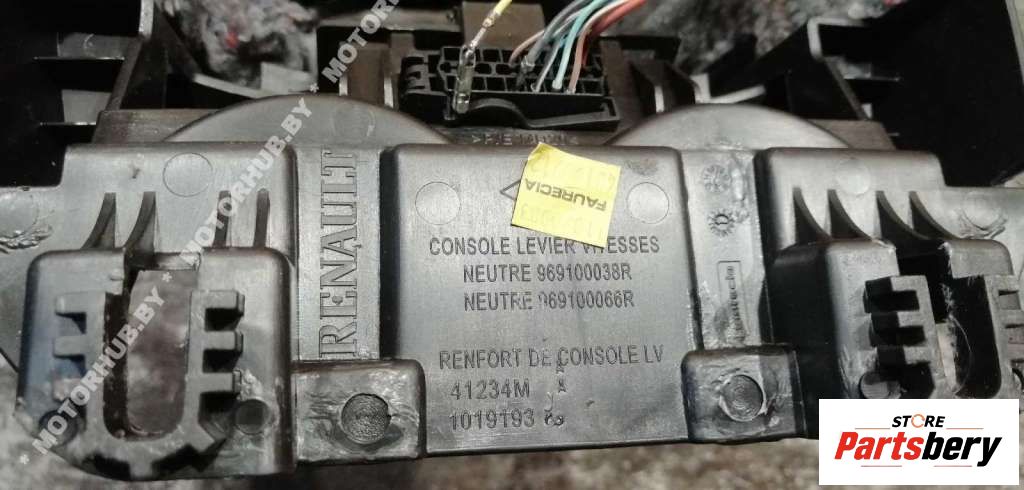 RENAULT
FAURECIA
CONSOLE LEVIER VITESSES
NEUTRE 969100038R
NEUTRE 969100066R
RENFORT DE CONSOLE LV
41234M
1019193
* MOTORHUB.BY * MOTORHUB.BY * MOTORHUB.BY *
STORE
Partsbery